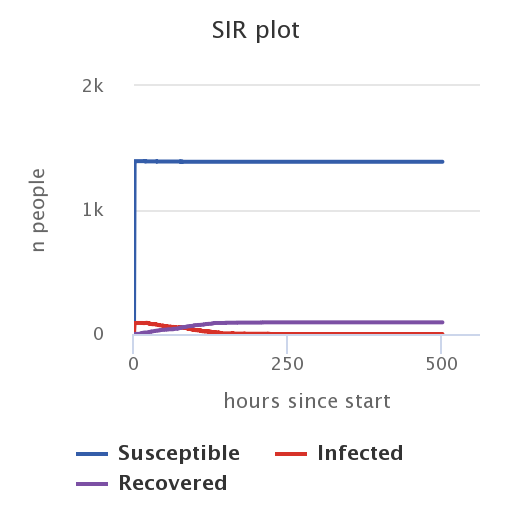 SIR plot
2k
1k
0
n people
0 250 500
hours since start
Susceptible Infected
Recovered